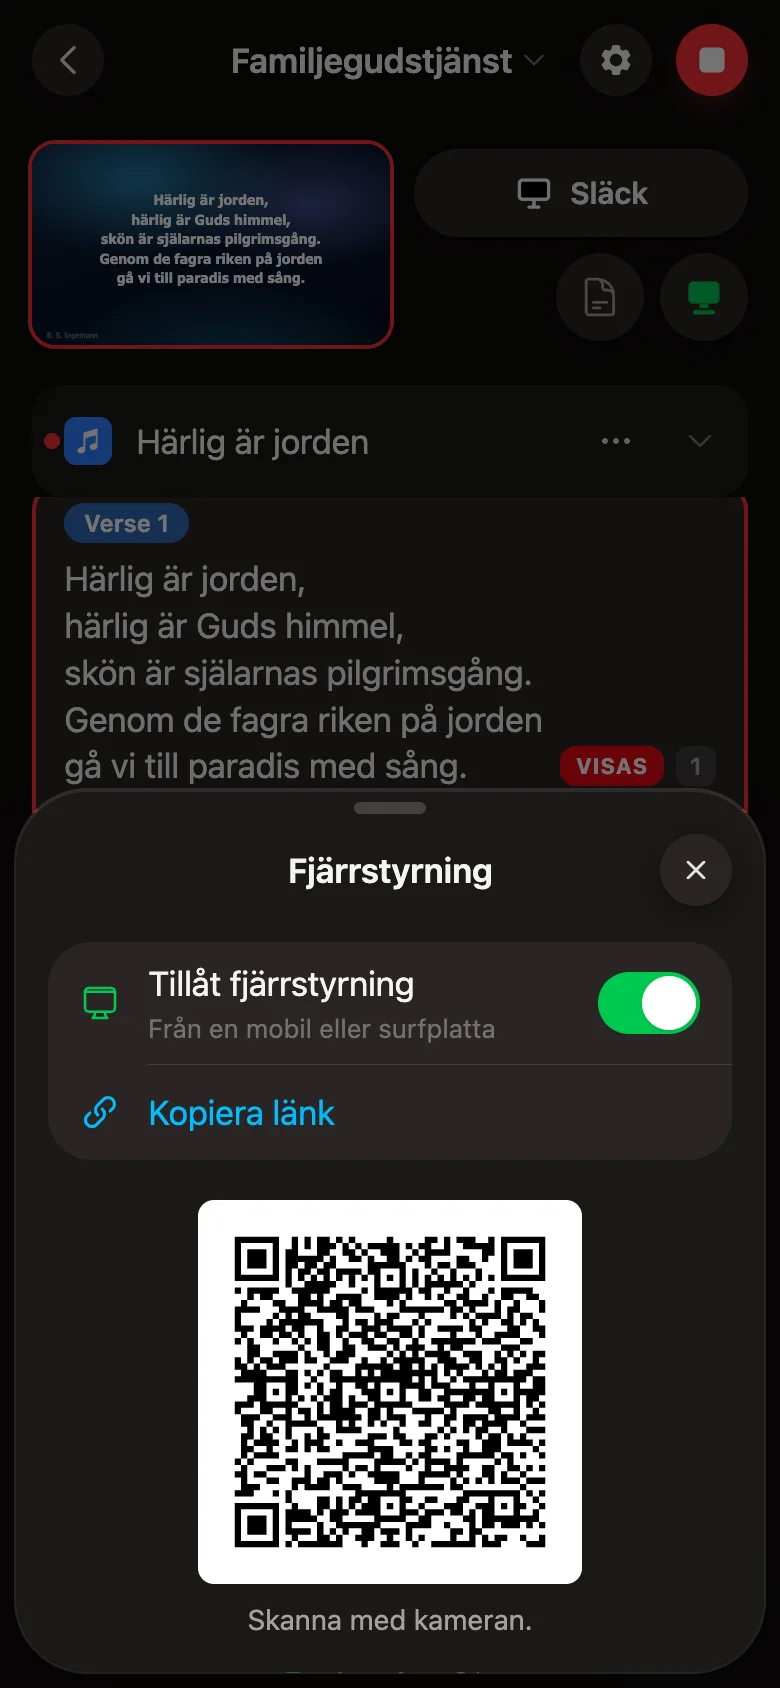 Familjegudstjänst
Härlig är jorden,
härlig är Guds himmel,
skön är själarnas pilgrimsgång.
Genom de fagra riken på jorden
gå vi till paradis med sång.
B. S. Ingemann
Släck
Härlig är jorden
Verse 1
Härlig är jorden,
härlig är Guds himmel,
skön är själarnas pilgrimsgång.
Genom de fagra riken på jorden
gå vi till paradis med sång.
VISAS 1
Fjärrstyrning
Tillåt fjärrstyrning
Från en mobil eller surfplatta
Kopiera länk
Skanna med kameran.